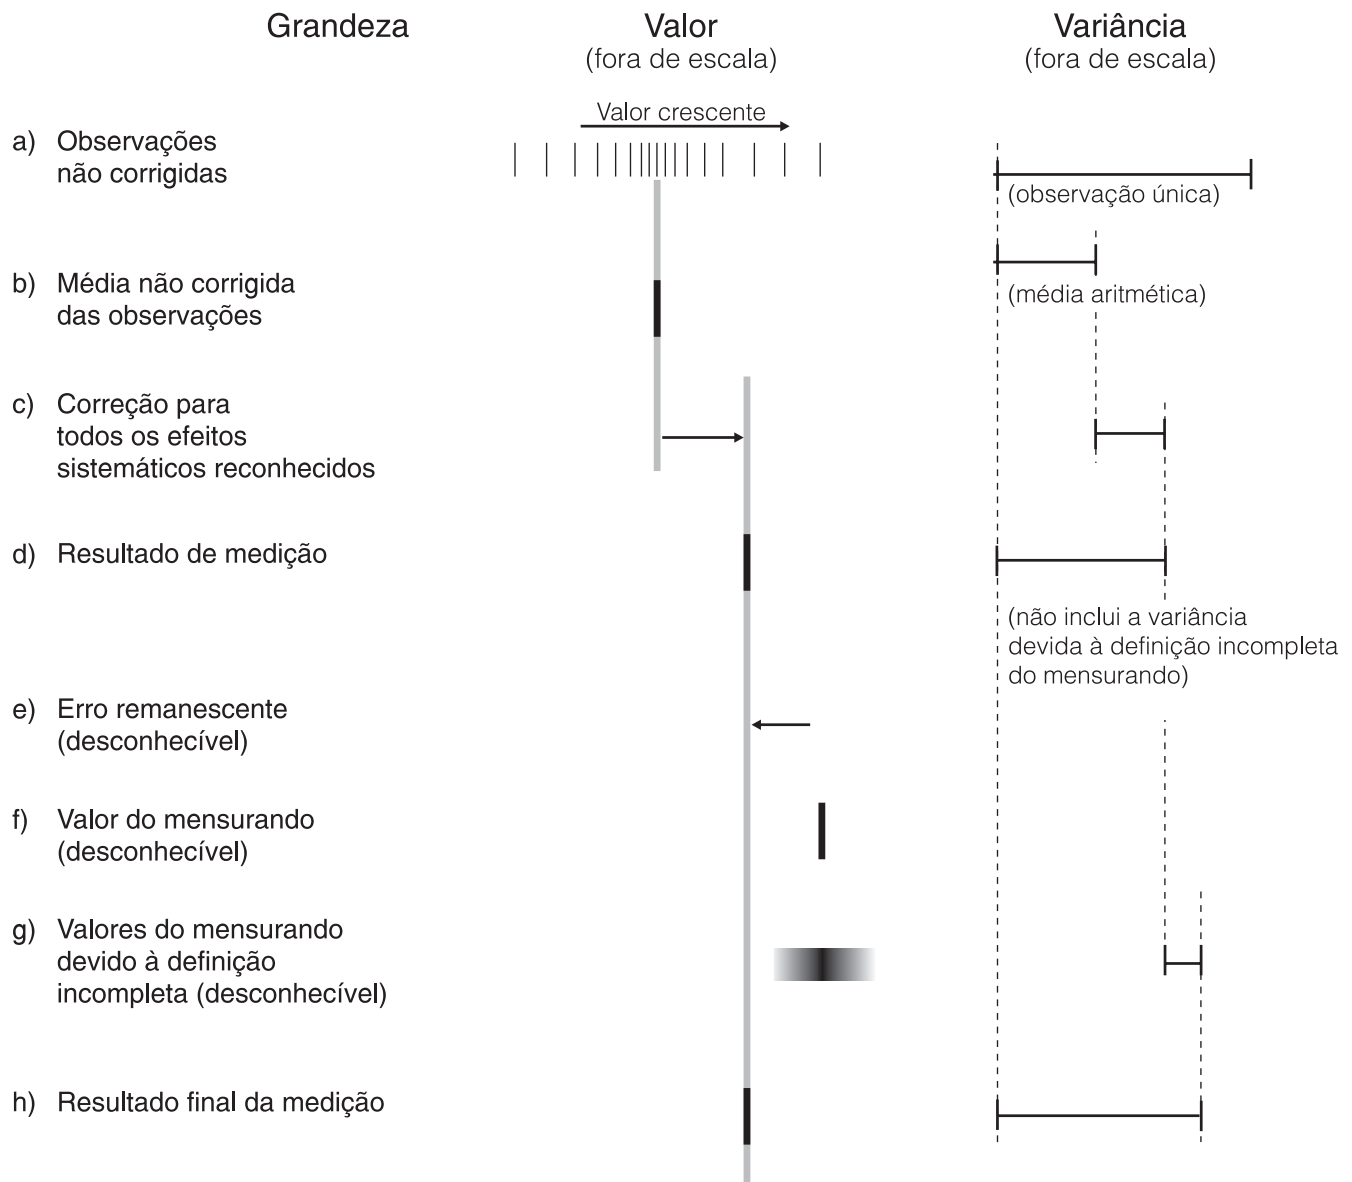 Grandeza
Valor
(fora de escala)
Variância
(fora de escala)
Valor crescente
a) Observações
não corrigidas
(observação única)
b) Média não corrigida
das observações
(média aritmética)
c) Correção para
todos os efeitos
sistemáticos reconhecidos
d) Resultado de medição
(não inclui a variância
devida à definição incompleta
do mensurando)
e) Erro remanescente
(desconhecível)
f) Valor do mensurando
(desconhecível)
g) Valores do mensurando
devido à definição
incompleta (desconhecível)
h) Resultado final da medição